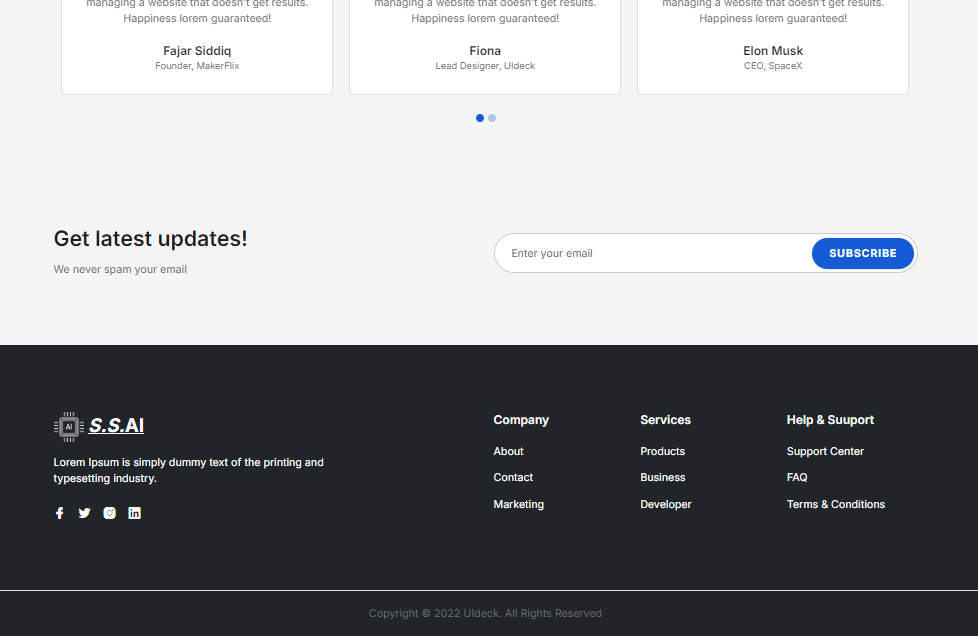 managing a website that doesn't get results.
Happiness lorem guaranteed!
Fajar Siddiq
Founder, MakerFlix
managing a website that doesn't get results.
Happiness lorem guaranteed!
Fiona
Lead Designer, UIdeck
managing a website that doesn't get results.
Happiness lorem guaranteed!
Elon Musk
CEO, SpaceX
Get latest updates!
We never spam your email
Enter your email
SUBSCRIBE
AI
S.S.AI
Lorem Ipsum is simply dummy text of the printing and
typesetting industry.
Company
About
Contact
Marketing
Services
Products
Business
Developer
Help & Suuport
Support Center
FAQ
Terms & Conditions
Copyright © 2022 UIdeck. All Rights Reserved